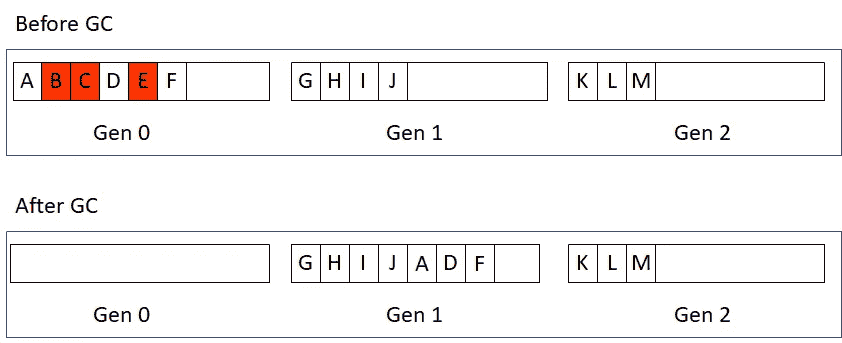 Before GC
A B C D E F G H I J K L M
Gen 0 Gen 1 Gen 2
After GC
G H I J A D F K L M
Gen 0 Gen 1 Gen 2